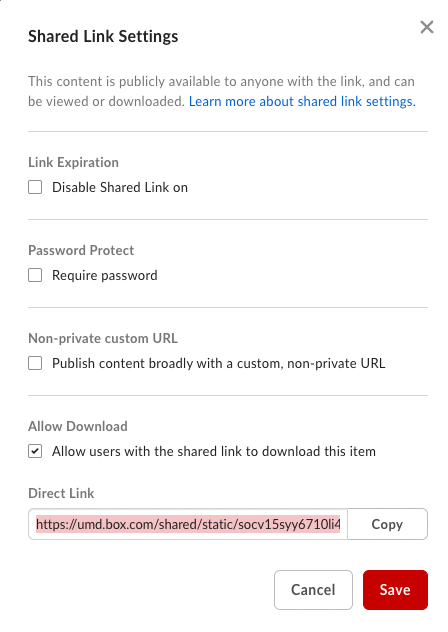 Shared Link Settings
This content is publicly available to anyone with the link, and can
be viewed or downloaded. Learn more about shared link settings.
Link Expiration
Disable Shared Link on
Password Protect
Require password
Non-private custom URL
Publish content broadly with a custom, non-private URL
Allow Download
Allow users with the shared link to download this item
Direct Link
https://umd.box.com/shared/static/socv15syy6710li4
Copy
Cancel
Save